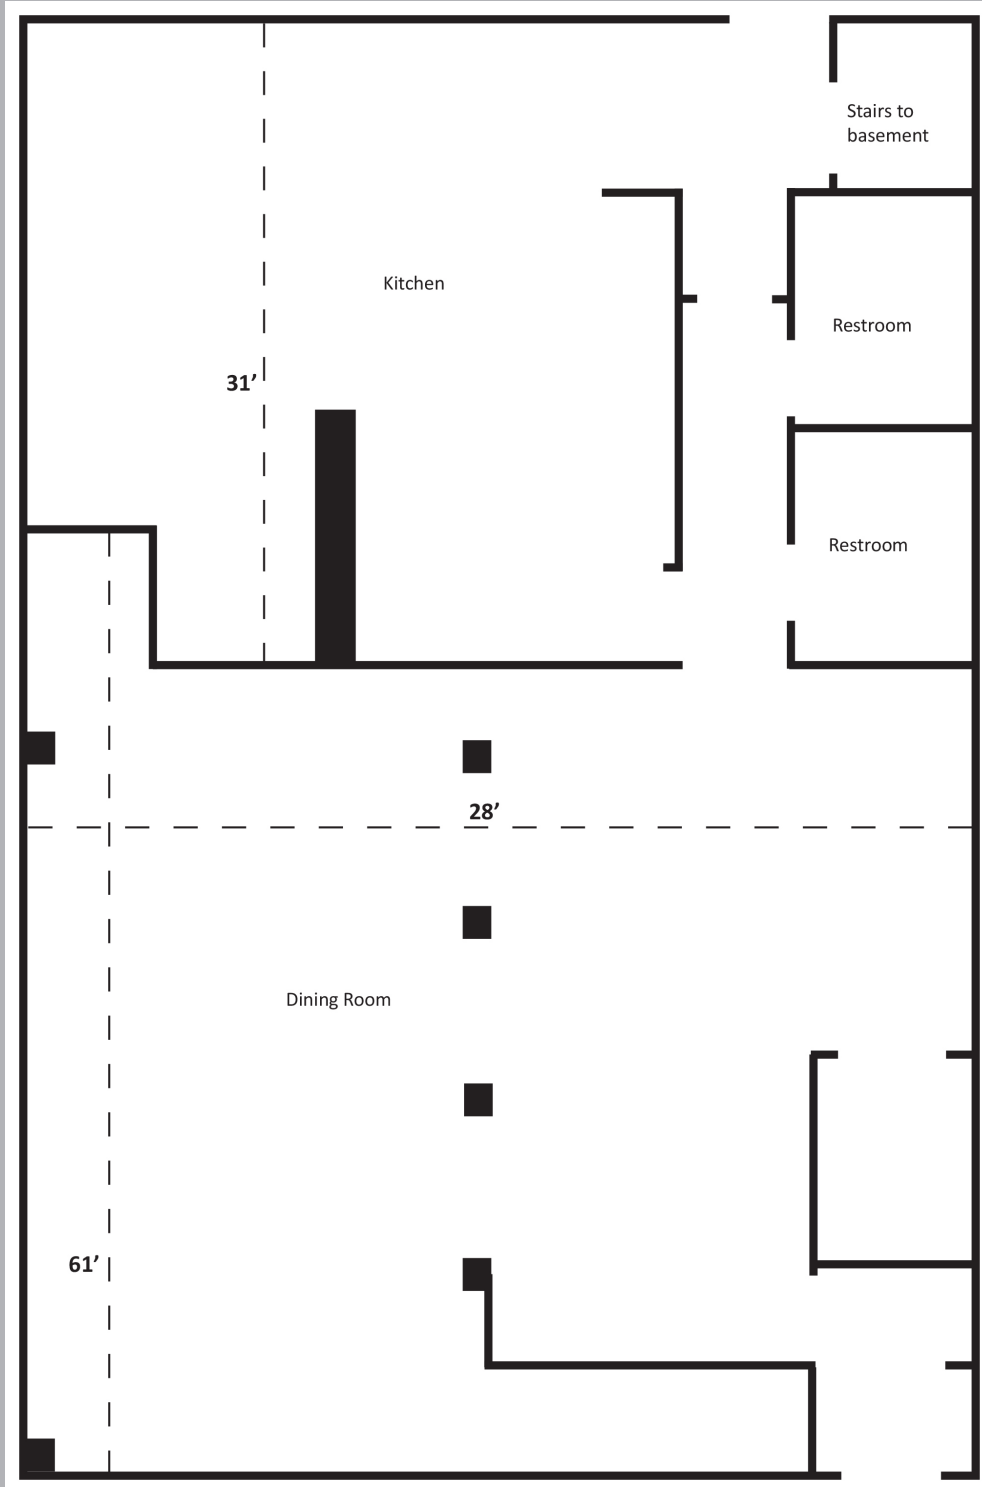 Stairs to
basement
Kitchen
Restroom
31’
Restroom
28’
Dining Room
61’